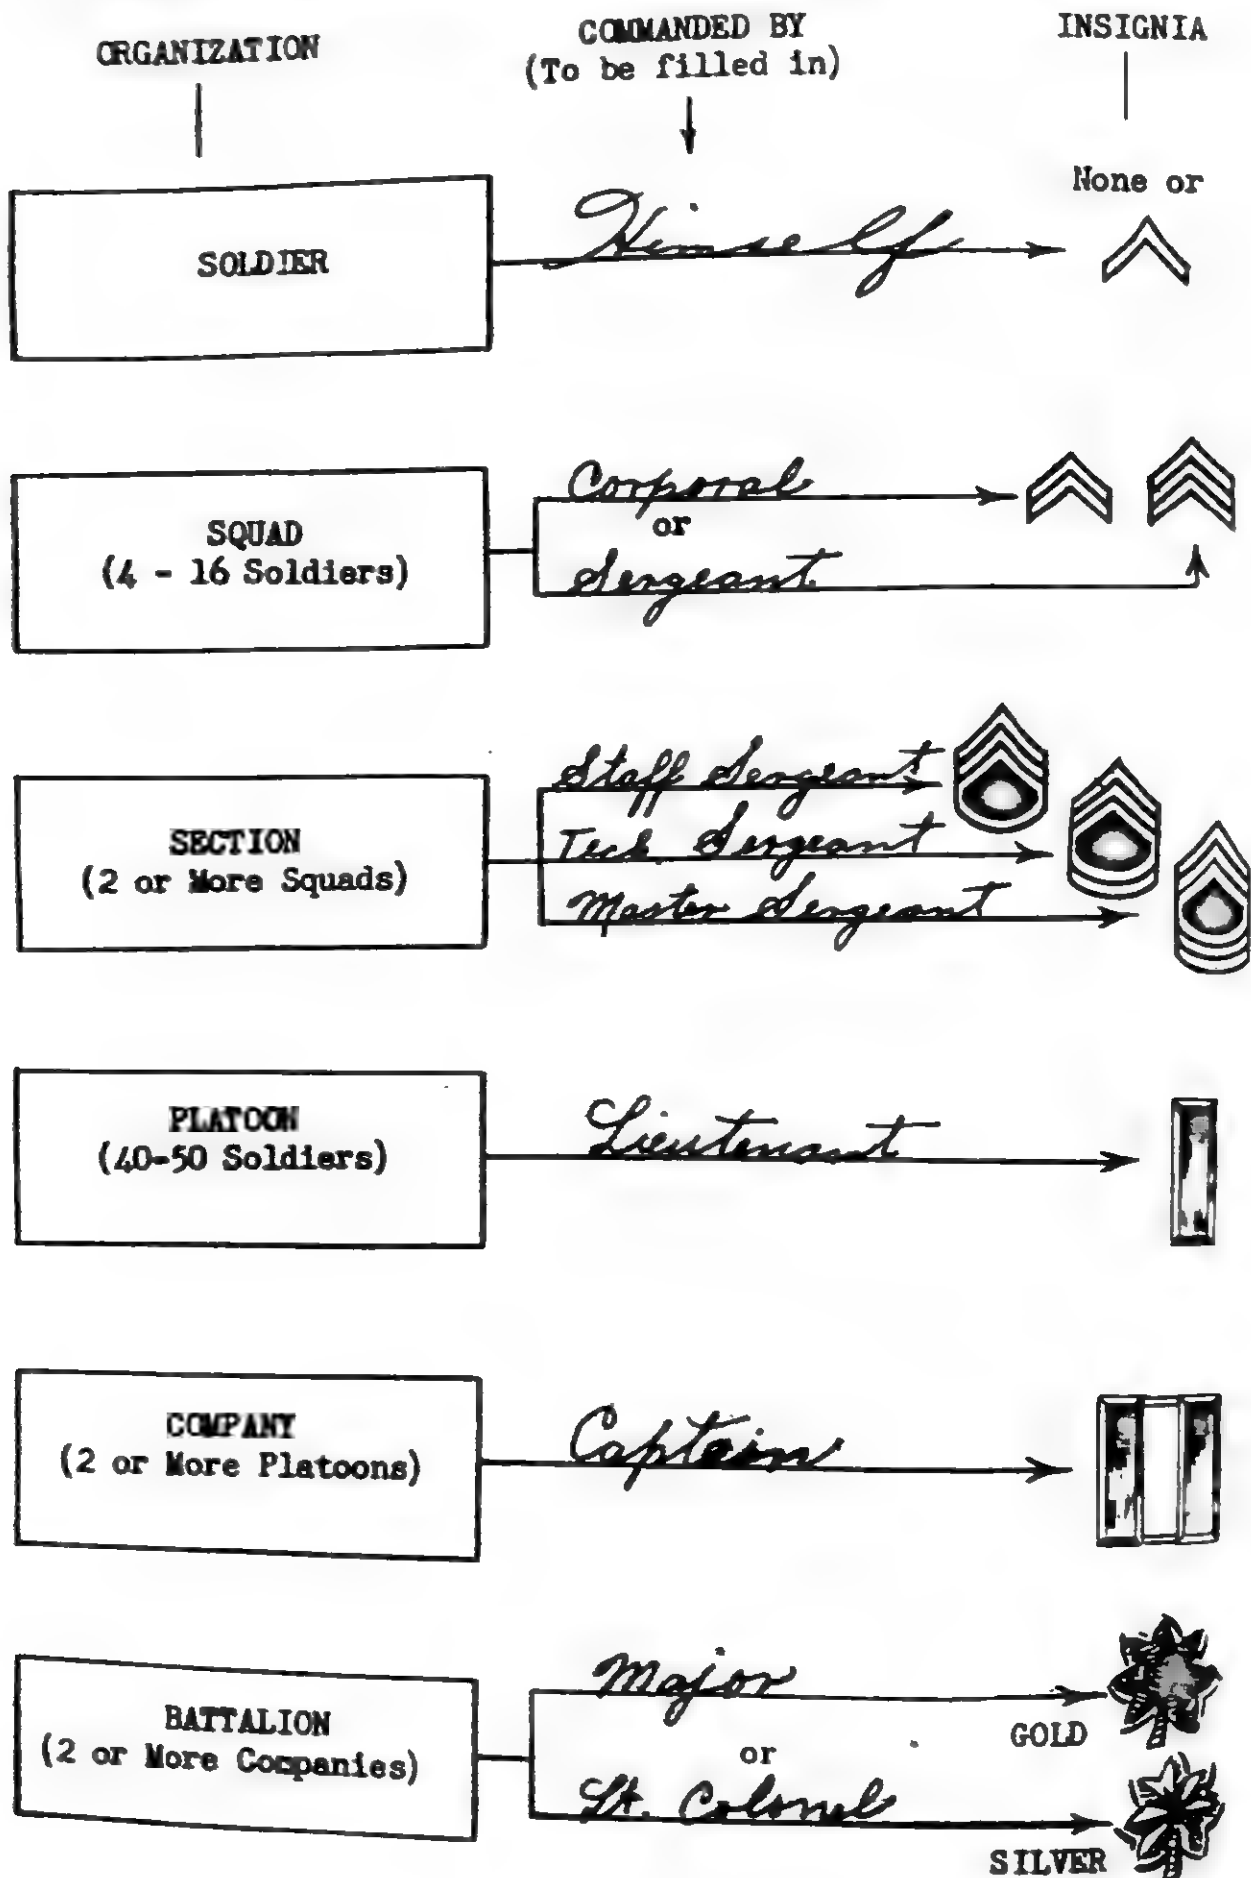 ORGANIZATION
COMMANDED BY
(To be filled in)
INSIGNIA
None or
SOLDIER
Himself
SQUAD
(4 - 16 Soldiers)
Corporal
or
Sergeant
SECTION
(2 or More Squads)
Staff Sergeant
Tech. Sergeant
Master Sergeant
PLATOON
(40-50 Soldiers)
Lieutenant
COMPANY
(2 or More Platoons)
Captain
BATTALION
(2 or More Companies)
Major
GOLD
or
Lt. Colonel
SILVER